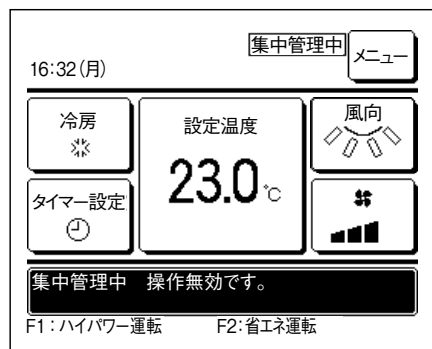 集中管理中
メニュー
16:32(月)
冷房
設定温度
風向
23.0℃
タイマー設定
集中管理中 操作無効です。
F1:ハイパワー運転 F2:省エネ運転